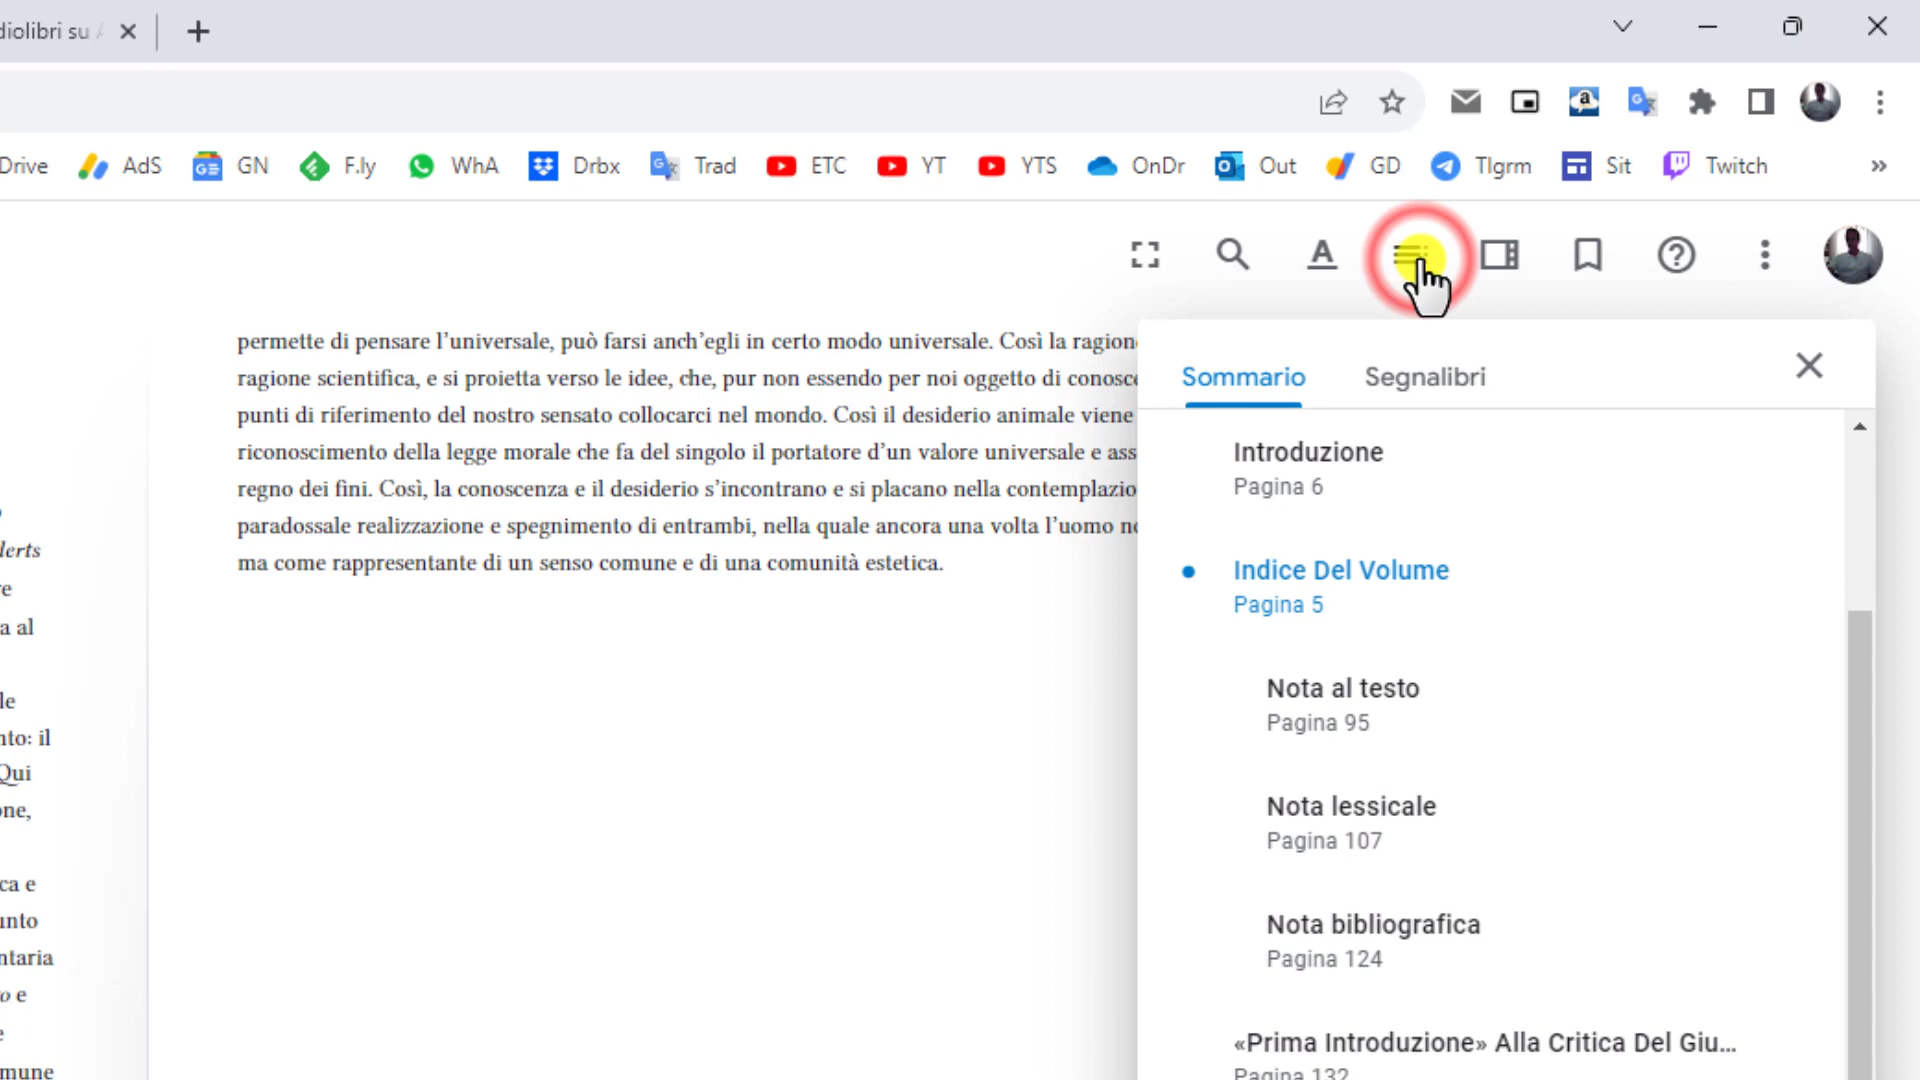 diolibri su A
Drive AdS GN F.ly WhA Drbx Trad ETC YT YTS OnDr Out GD Tlgrm Sit Twitch »
permette di pensare l’universale, può farsi anch’egli in certo modo universale. Così la ragion
ragione scientifica, e si proietta verso le idee, che, pur non essendo per noi oggetto di conosc
punti di riferimento del nostro sensato collocarci nel mondo. Così il desiderio animale viene
riconoscimento della legge morale che fa del singolo il portatore d’un valore universale e ass
regno dei fini. Così, la conoscenza e il desiderio s’incontrano e si placano nella contemplazio
paradossale realizzazione e spegnimento di entrambi, nella quale ancora una volta l’uomo n
ma come rappresentante di un senso comune e di una comunità estetica.
lerts
e
a al
le
nto: il
Qui
one,
ca e
unto
ntaria
o e
e
mune
Sommario Segnalibri
Introduzione
Pagina 6
Indice Del Volume
Pagina 5
Nota al testo
Pagina 95
Nota lessicale
Pagina 107
Nota bibliografica
Pagina 124
«Prima Introduzione» Alla Critica Del Giu...
Pagina 132